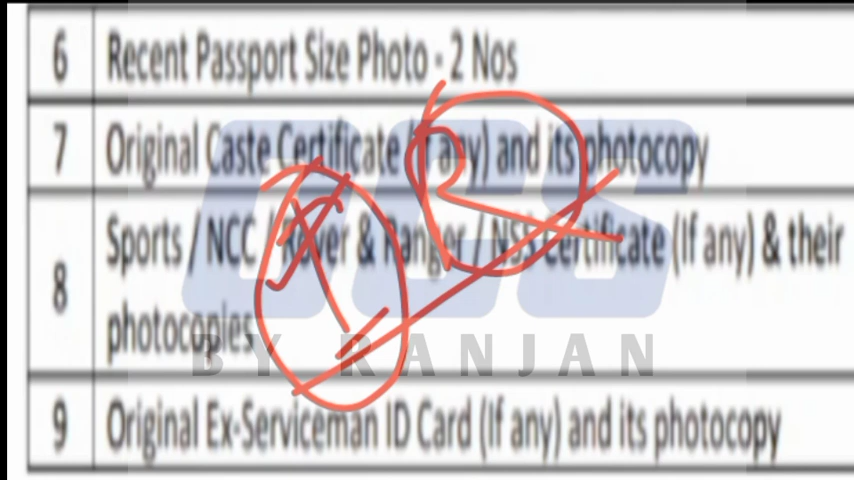 6 Recent Passport Size Photo - 2 Nos
7 Original Caste Certificate (If any) and its photocopy
8 Sports / NCC / Rover & Ranger / NSS Certificate (If any) & their
photocopies
9 Original Ex-Serviceman ID Card (If any) and its photocopy
CCS
BY RANJAN